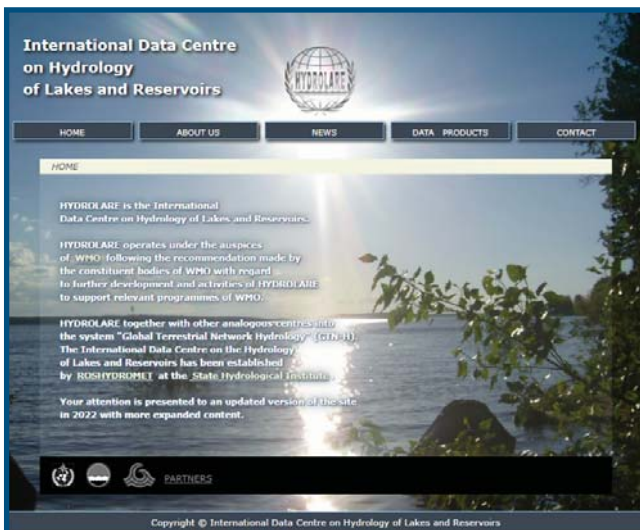 International Data Centre
on Hydrology
of Lakes and Reservoirs
HYDROLARE
HOME
ABOUT US
NEWS
DATA PRODUCTS
CONTACT
HOME
HYDROLARE is the International
Data Centre on Hydrology of Lakes and Reservoirs.
HYDROLARE operates under the auspices
of WMO following the recommendation made by
the constituent bodies of WMO with regard
to further development and activities of HYDROLARE
to support relevant programmes of WMO.
HYDROLARE together with other analogous centres into
the system "Global Terrestrial Network Hydrology" (GTN-H).
The International Data Centre on the Hydrology
of Lakes and Reservoirs has been established
by ROSHYDROMET at the State Hydrological Institute.
Your attention is presented to an updated version of the site
in 2022 with more expanded content.
PARTNERS
Copyright © International Data Centre on Hydrology of Lakes and Reservoirs